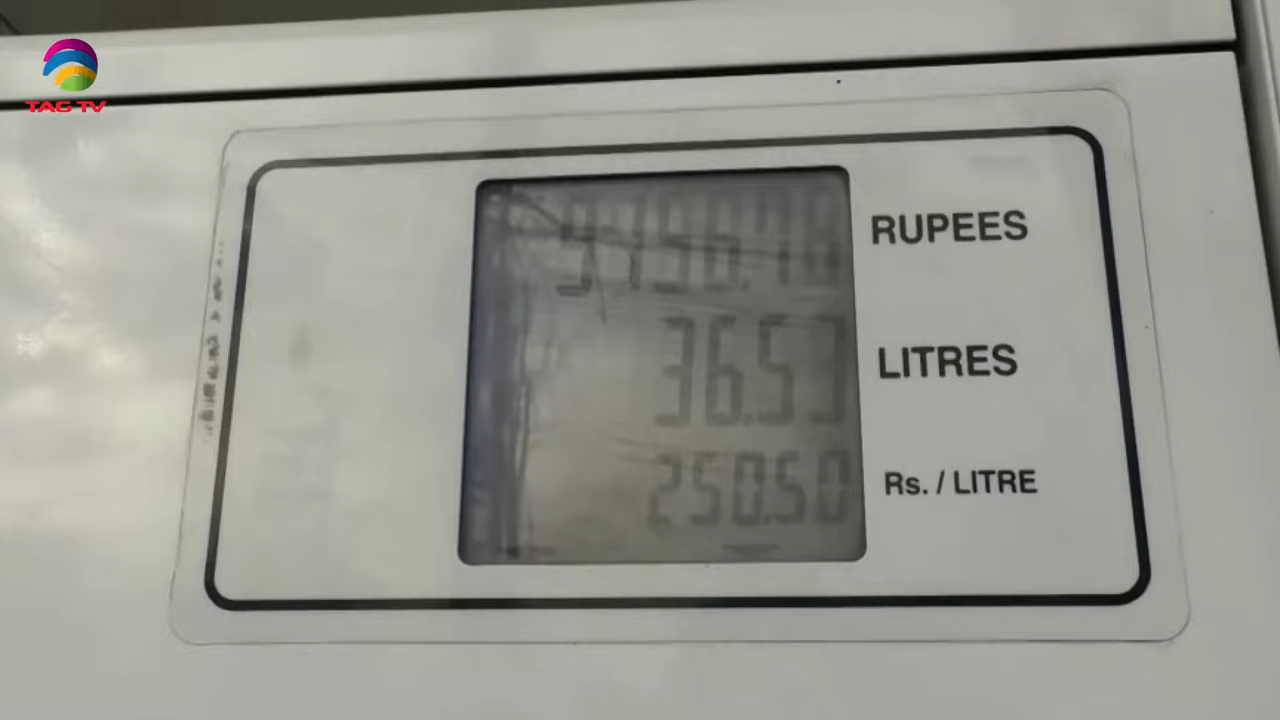 TAG TV
RUPEES
36.53 LITRES
250.50 Rs. / LITRE